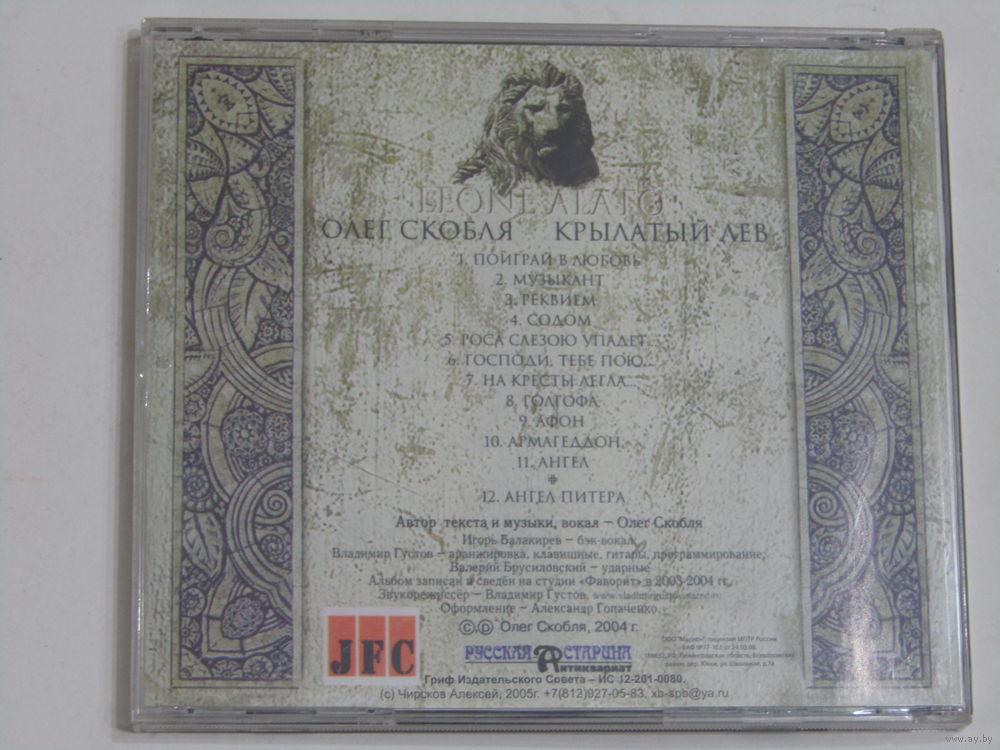 LEONE ALATO
ОЛЕГ СКОБЛЯ КРЫЛАТЫЙ ЛЕВ
1. ПОИГРАЙ В ЛЮБОВЬ
2. МУЗЫКАНТ
3. РЕКВИЕМ
4. СОДОМ
5. РОСА СЛЕЗОЮ УПАДЕТ...
6. ГОСПОДИ, ТЕБЕ ПОЮ...
7. НА КРЕСТЫ ЛЕГЛА...
8. ГОЛГОФА
9. АФОН
10. АРМАГЕДДОН
11. АНГЕЛ
12. АНГЕЛ ПИТЕРА
Автор текста и музыки, вокал – Олег Скобля
Игорь Балакирев – бэк-вокал
Владимир Густов – аранжировка, клавишные, гитары, программирование,
Валерий Брусиловский – ударные
Альбом записан и сведён на студии «Фаворит» в 2003-2004 гг.
Звукорежиссёр – Владимир Густов,
Оформление – Александр Гопаченко
©,℗ Олег Скобля, 2004 г.
JFC
РУССКАЯ СТАРИНА
Антиквариат
Гриф Издательского Совета – ИС 12-201-0080.
(c) Чирсков Алексей, 2005г. +7(812)927-05-83, xb-spb@ya.ru
www.ay.by